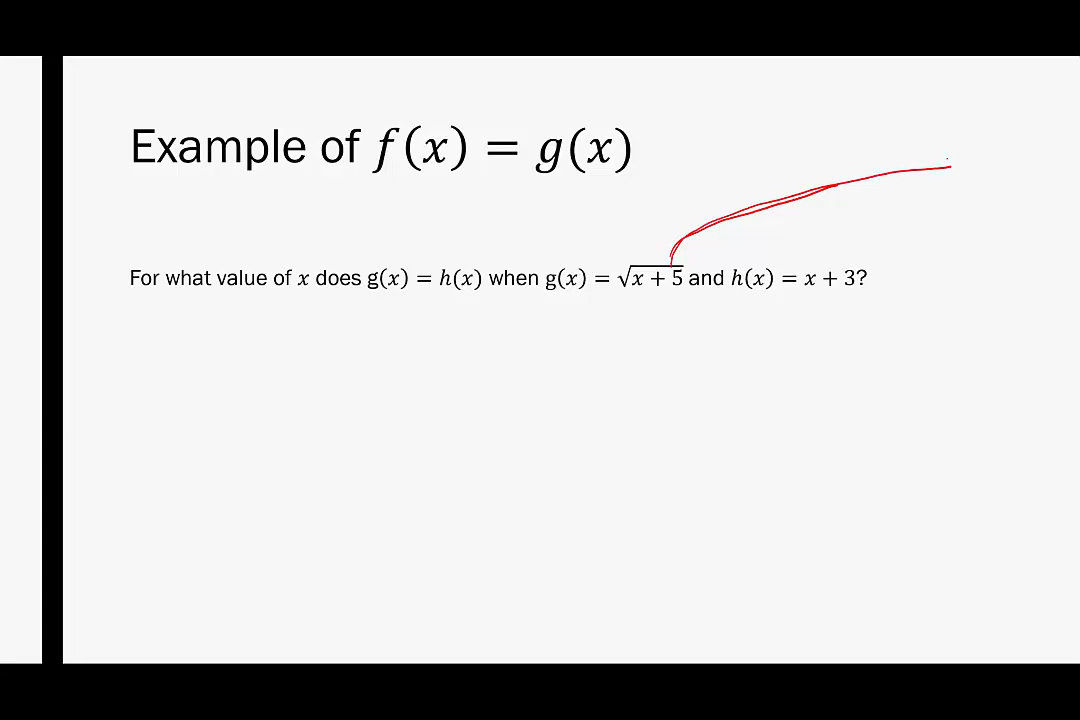 Example of 𝑓(𝑥) = 𝑔(𝑥)
For what value of 𝑥 does g(𝑥) = ℎ(𝑥) when g(𝑥) = √(𝑥 + 5) and ℎ(𝑥) = 𝑥 + 3?